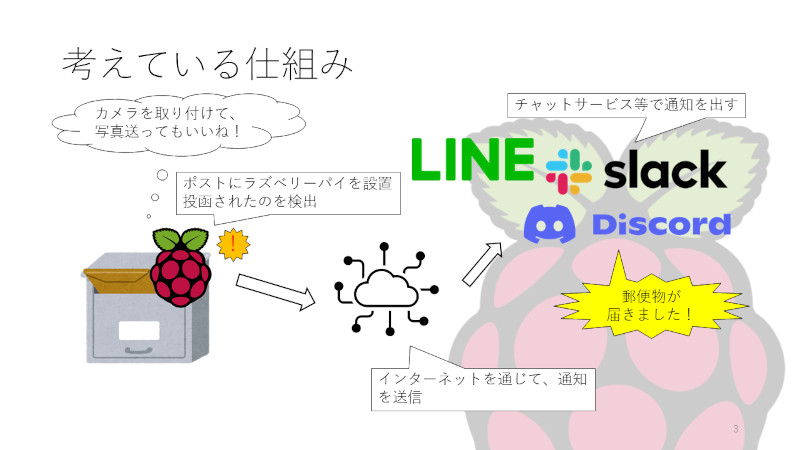 考えている仕組み
カメラを取り付けて、
写真送ってもいいね！
ポストにラズベリーパイを設置
投函されたのを検出
！
チャットサービス等で通知を出す
LINE
slack
Discord
郵便物が
届きました！
インターネットを通じて、通知
を送信
3